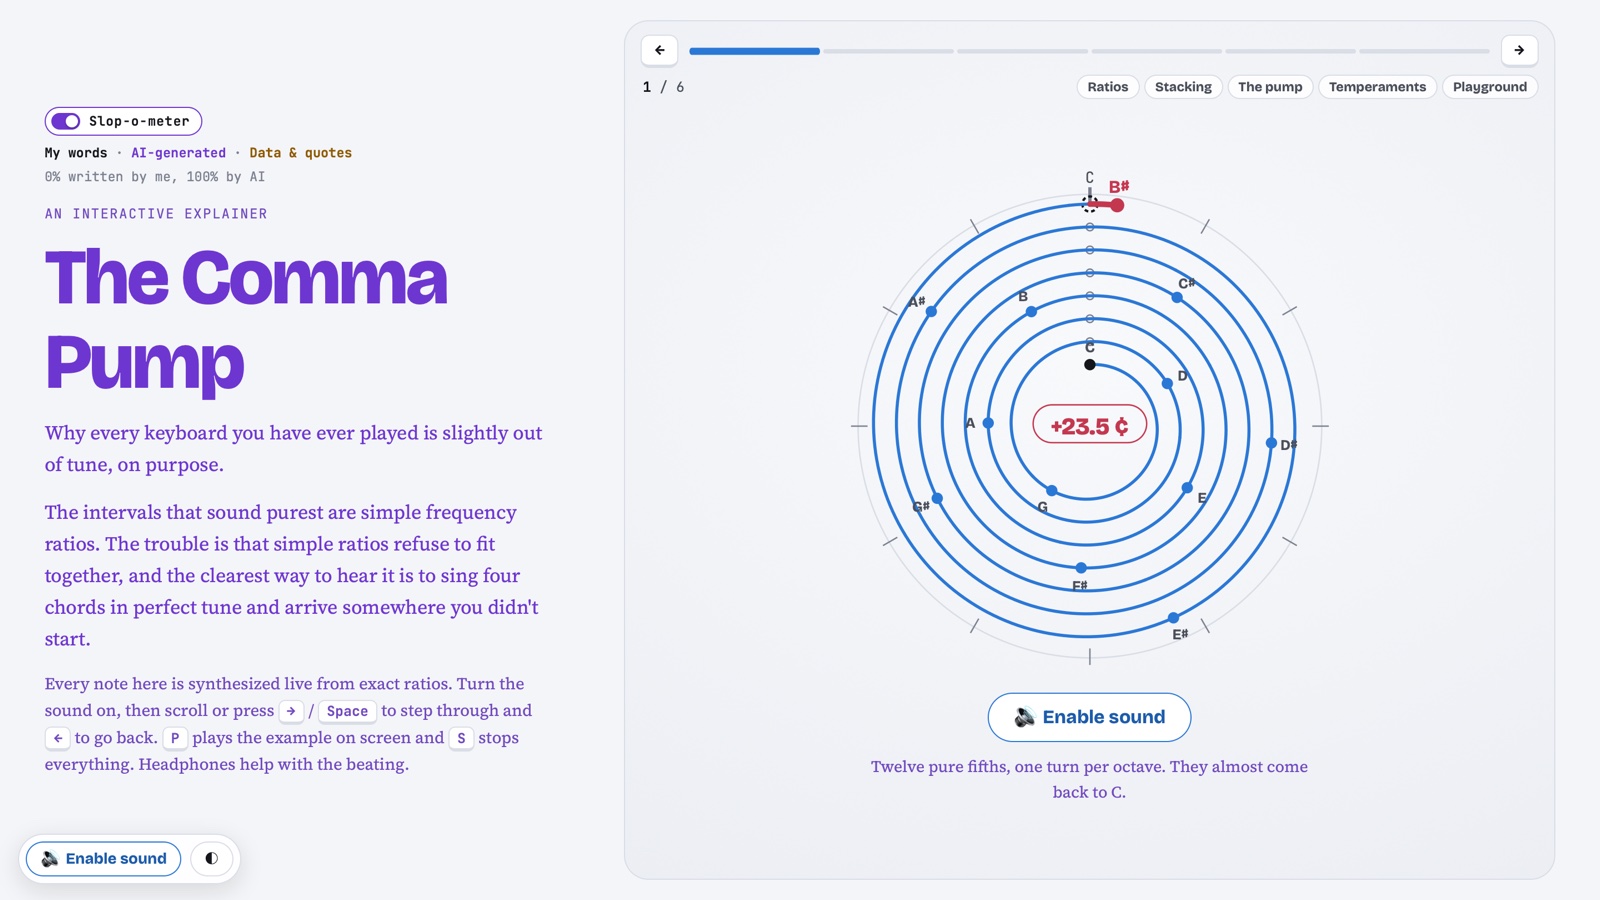 Slop-o-meter
My words · AI-generated · Data & quotes
0% written by me, 100% by AI
AN INTERACTIVE EXPLAINER
The Comma
Pump
Why every keyboard you have ever played is slightly out
of tune, on purpose.
The intervals that sound purest are simple frequency
ratios. The trouble is that simple ratios refuse to fit
together, and the clearest way to hear it is to sing four
chords in perfect tune and arrive somewhere you didn't
start.
Every note here is synthesized live from exact ratios. Turn the
sound on, then scroll or press → / Space to step through and
← to go back. P plays the example on screen and S stops
everything. Headphones help with the beating.
Enable sound
← →
1 / 6
Ratios Stacking The pump Temperaments Playground
C
B#
A# B C#
C
D
A +23.5 ¢ D#
G# G E
F#
E#
Enable sound
Twelve pure fifths, one turn per octave. They almost come
back to C.